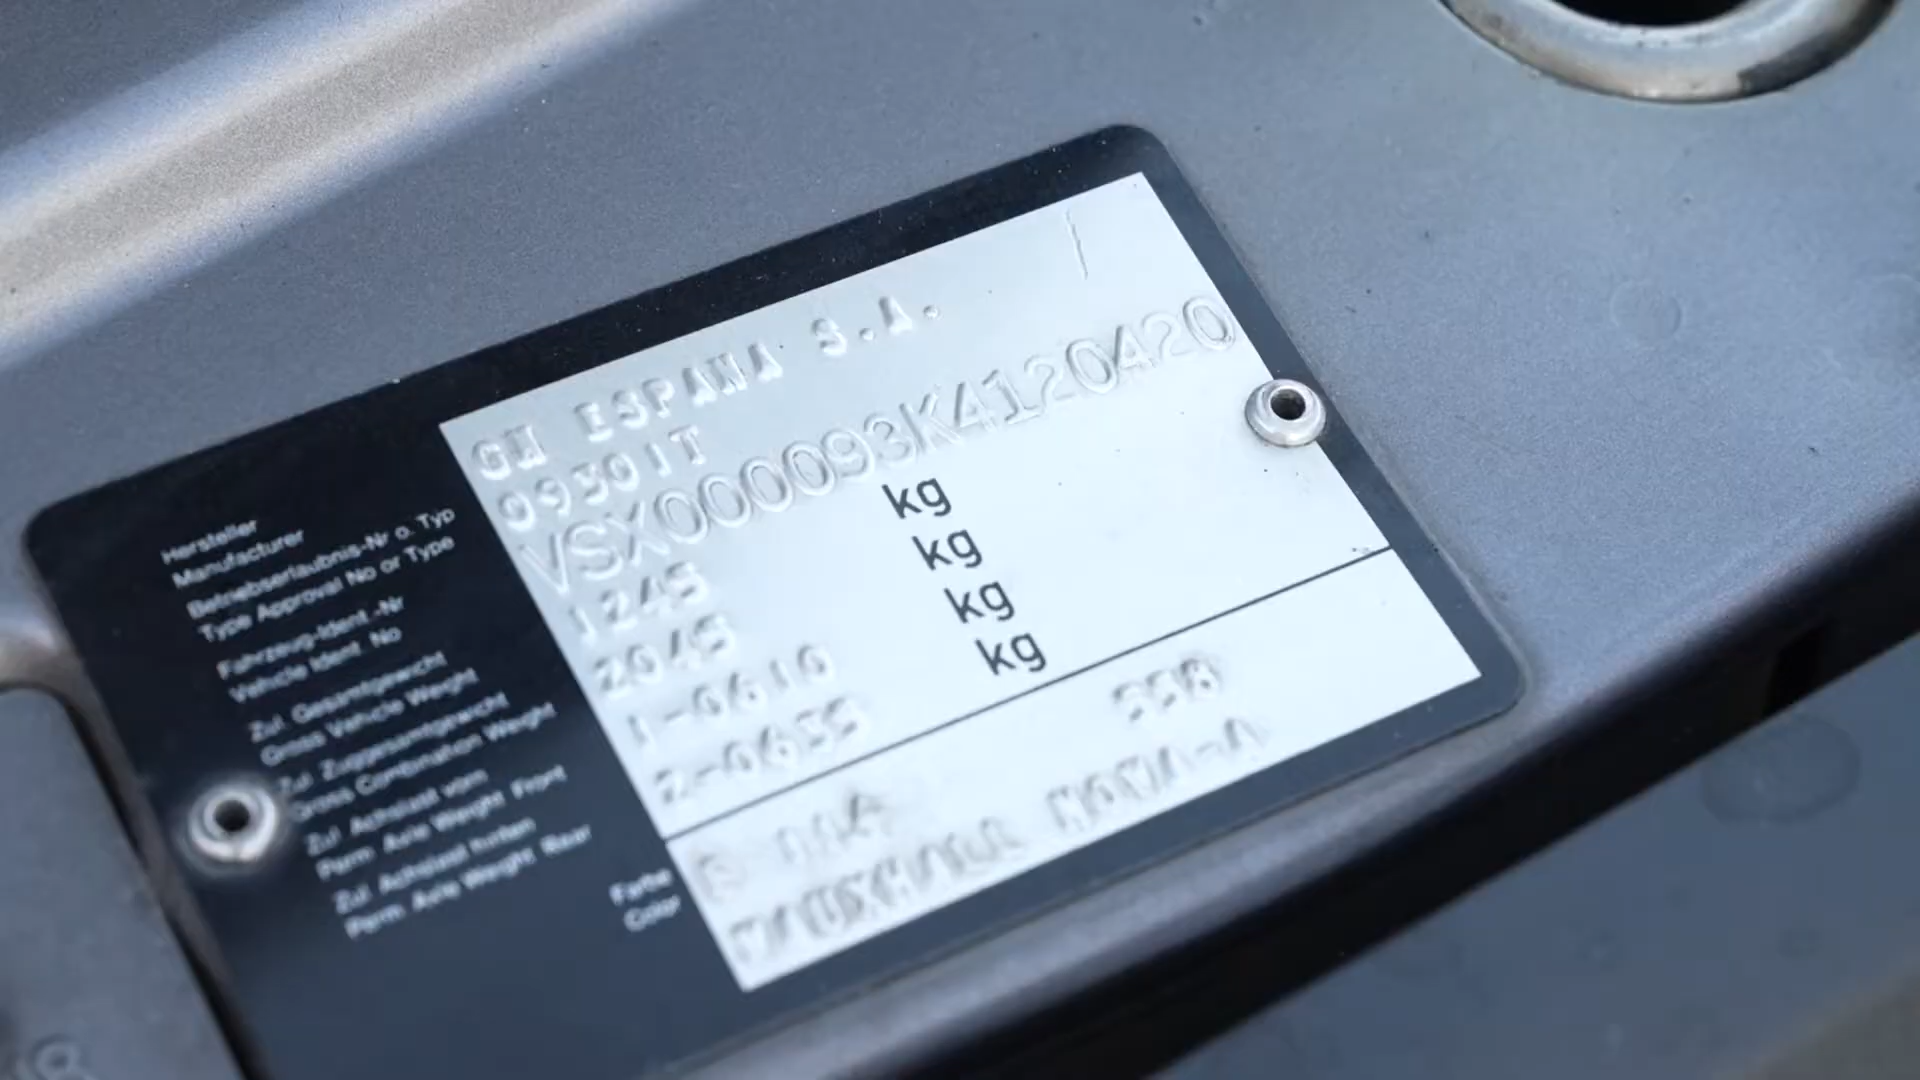 GM ESPANA S.A.
09301T
VSX000093K4120420
1245 kg
2045 kg
1-0610 kg
2-0635 kg
Hersteller
Manufacturer
Betriebserlaubnis-Nr o. Typ
Type Approval No or Type
Fahrzeug-Ident.-Nr
Vehicle Ident. No
Zul. Gesamtgewicht
Gross Vehicle Weight
Zul. Zuggesamtgewicht
Gross Combination Weight
Zul. Achslast vorn
Perm. Axle Weight Front
Zul. Achslast hinten
Perm. Axle Weight Rear
Farbe
Color